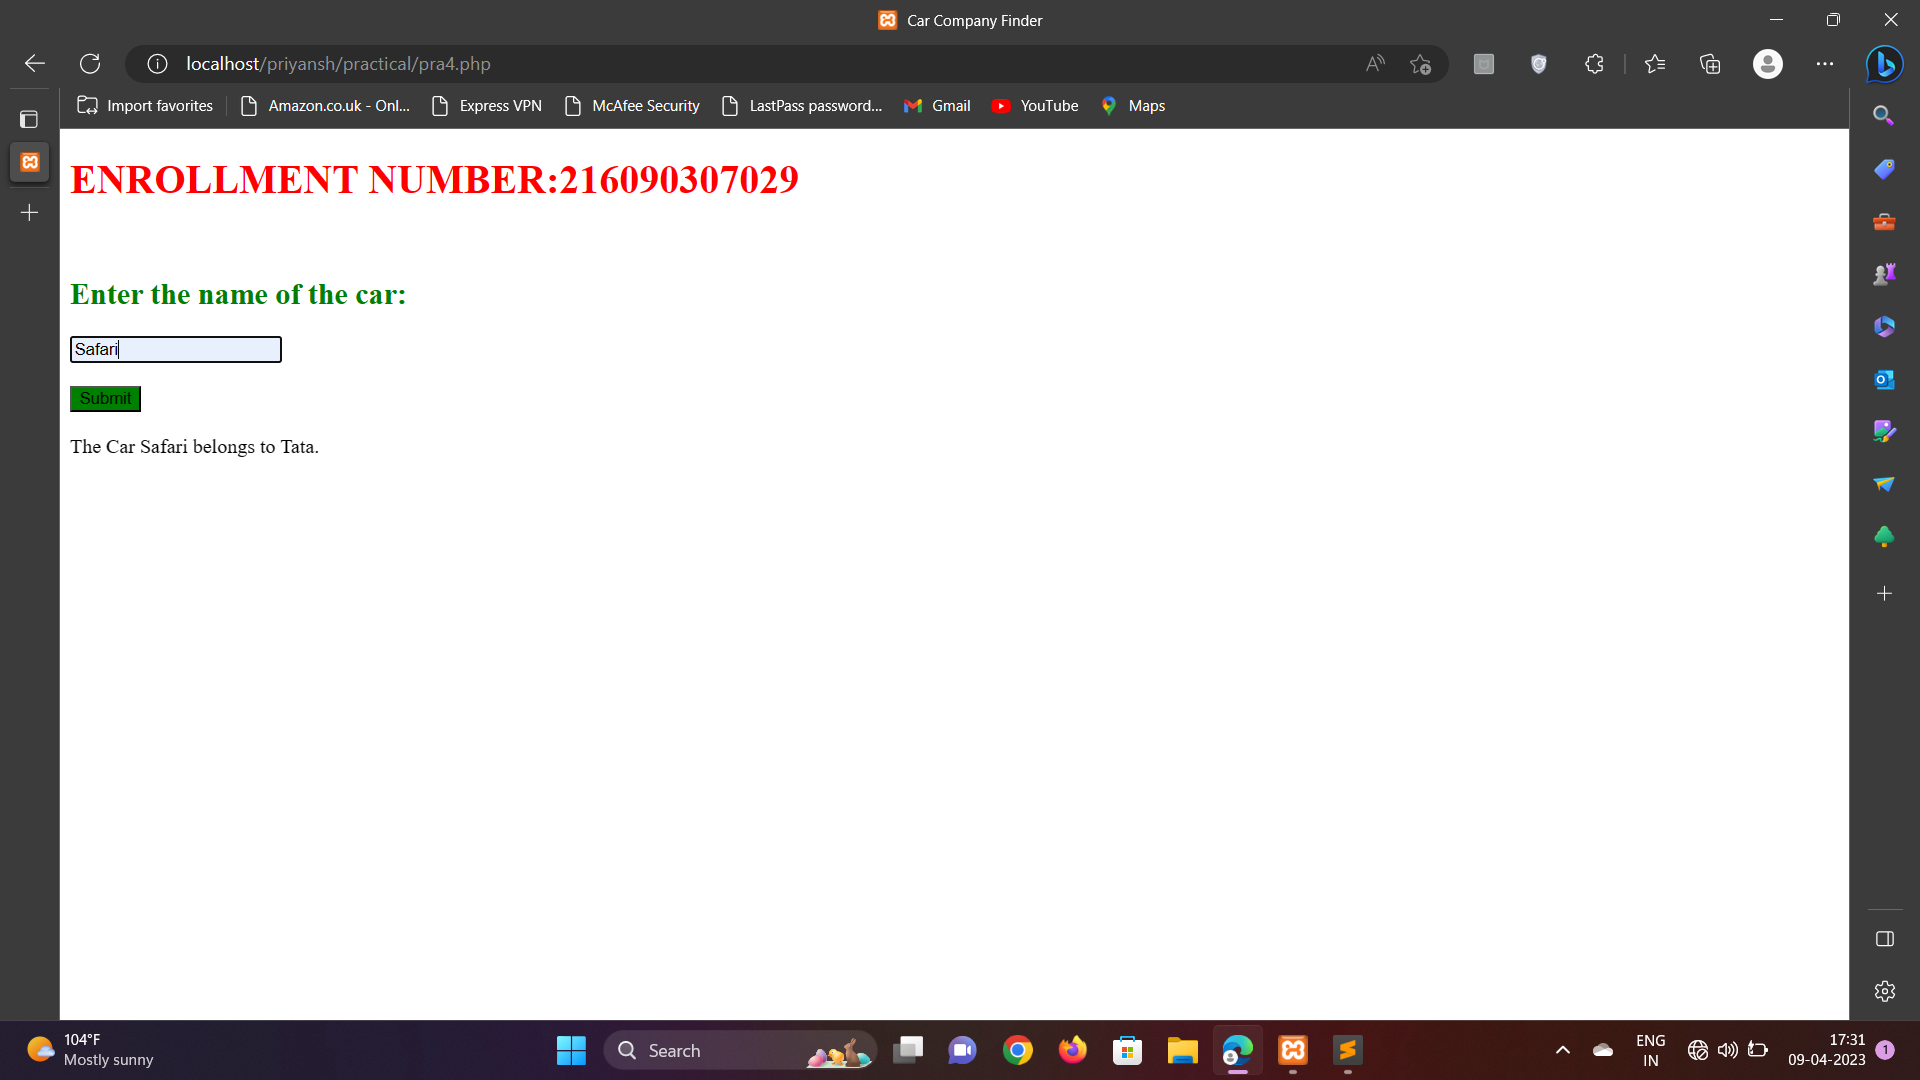 Car Company Finder
localhost/priyansh/practical/pra4.php
Import favorites Amazon.co.uk - Onl... Express VPN McAfee Security LastPass password... Gmail YouTube Maps
ENROLLMENT NUMBER:216090307029
Enter the name of the car:
Safari
Submit
The Car Safari belongs to Tata.
104°F
Mostly sunny
Search
ENG
IN
17:31
09-04-2023
1